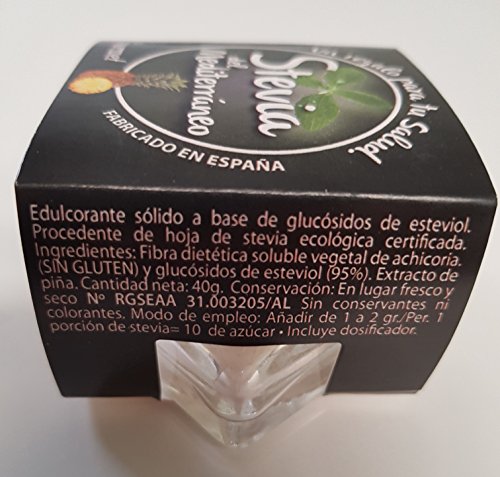 para tu Salud.
Stevia
del
Mediterráneo
FABRICADO EN ESPAÑA
Edulcorante sólido a base de glucósidos de esteviol.
Procedente de hoja de stevia ecológica certificada.
Ingredientes: Fibra dietética soluble vegetal de achicoria.
(SIN GLUTEN) y glucósidos de esteviol (95%). Extracto de
piña. Cantidad neta: 40g. Conservación: En lugar fresco y
seco Nº RGSEAA 31.003205/AL Sin conservantes ni
colorantes. Modo de empleo: Añadir de 1 a 2 gr./Per. 1
porción de stevia= 10 de azúcar • Incluye dosificador.